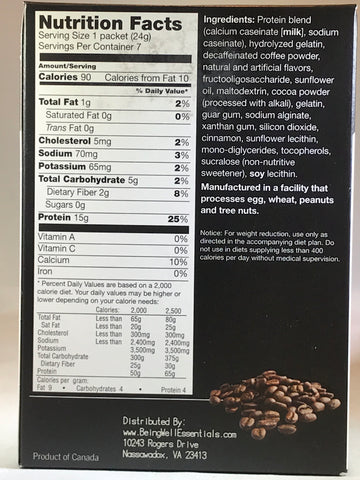 Nutrition Facts
Serving Size 1 packet (24g)
Servings Per Container 7
Amount/Serving
Calories 90 Calories from Fat 10
% Daily Value*
Total Fat 1g 2%
Saturated Fat 0g 0%
Trans Fat 0g
Cholesterol 5mg 2%
Sodium 70mg 3%
Potassium 65mg 2%
Total Carbohydrate 5g 2%
Dietary Fiber 2g 8%
Sugars 0g
Protein 15g 25%
Vitamin A 0%
Vitamin C 0%
Calcium 10%
Iron 0%
* Percent Daily Values are based on a 2,000
calorie diet. Your daily values may be higher or
lower depending on your calorie needs:
Calories: 2,000 2,500
Total Fat Less than 65g 80g
Sat Fat Less than 20g 25g
Cholesterol Less than 300mg 300mg
Sodium Less than 2,400mg 2,400mg
Potassium 3,500mg 3,500mg
Total Carbohydrate 300g 375g
Dietary Fiber 25g 30g
Protein 50g 65g
Calories per gram:
Fat 9 • Carbohydrates 4 • Protein 4
Ingredients: Protein blend
(calcium caseinate [milk], sodium
caseinate), hydrolyzed gelatin,
decaffeinated coffee powder,
natural and artificial flavors,
fructooligosaccharide, sunflower
oil, maltodextrin, cocoa powder
(processed with alkali), gelatin,
guar gum, sodium alginate,
xanthan gum, silicon dioxide,
cinnamon, sunflower lecithin,
mono-diglycerides, tocopherols,
sucralose (non-nutritive
sweetener), soy lecithin.
Manufactured in a facility that
processes egg, wheat, peanuts
and tree nuts.
Notice: For weight reduction, use only as
directed in the accompanying diet plan. Do
not use in diets supplying less than 400
calories per day without medical supervision.
Distributed By:
www.BeingWellEssentials.com
10243 Rogers Drive
Nassawadox, VA 23413
Product of Canada